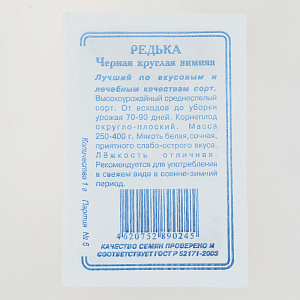 РЕДЬКА
Черная круглая зимняя
Лучший по вкусовым и
лечебным качествам сорт.
Высокоурожайный среднеспелый
сорт. От всходов до уборки
урожая 70-90 дней. Корнеплод
округло-плоский. Масса
250-400 г. Мякоть белая, сочная,
приятного слабо-острого вкуса.
Лёжкость отличная.
Рекомендуется для употребления
в свежем виде в осенне-зимний
период.
4620752890245
КАЧЕСТВО СЕМЯН ПРОВЕРЕНО И
СООТВЕТСТВУЕТ ГОСТ Р 52171-2003
Количество 1 г Партия № 6